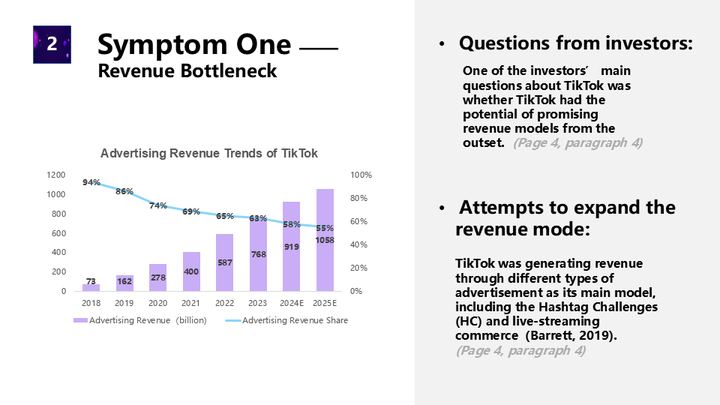 2
Symptom One
Revenue Bottleneck
Advertising Revenue Trends of TikTok
1200
1000
800
600
400
200
0
100%
80%
60%
40%
20%
0%
94%
86%
74%
69%
65%
63%
58%
55%
73
162
278
400
587
768
919
1058
2018 2019 2020 2021 2022 2023 2024E 2025E
Advertising Revenue (billion) Advertising Revenue Share
• Questions from investors:
One of the investors’ main
questions about TikTok was
whether TikTok had the
potential of promising
revenue models from the
outset. (Page 4, paragraph 4)
• Attempts to expand the
revenue mode:
TikTok was generating revenue
through different types of
advertisement as its main model,
including the Hashtag Challenges
(HC) and live-streaming
commerce (Barrett, 2019).
(Page 4, paragraph 4)